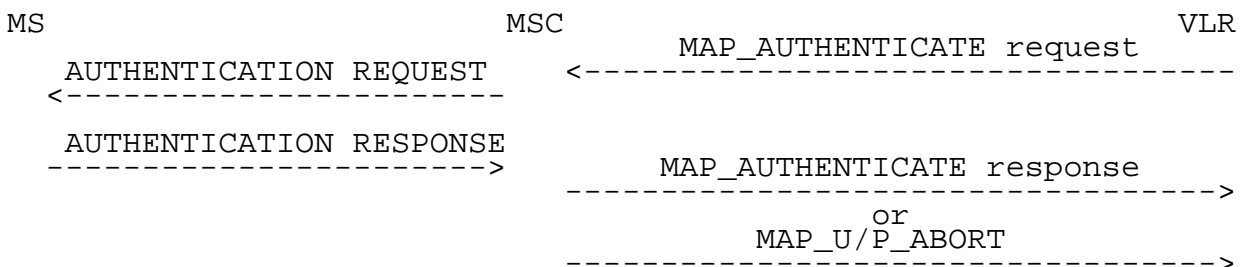 MS MSC VLR
MAP_AUTHENTICATE request
AUTHENTICATION REQUEST <----------------------------------
<-----------------------
AUTHENTICATION RESPONSE
-----------------------> MAP_AUTHENTICATE response
---------------------------------->
or
MAP_U/P_ABORT
---------------------------------->